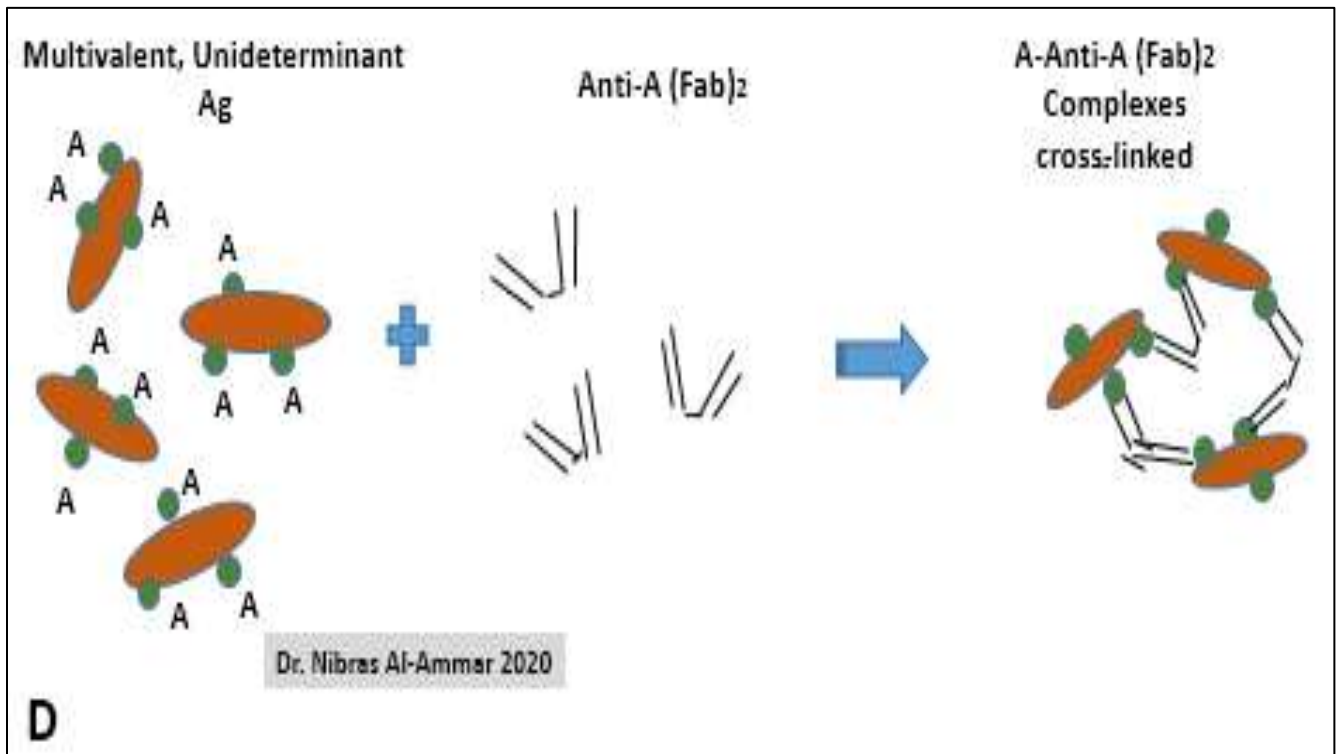 Multivalent, Unideterminant
Ag
Anti-A (Fab)2
A-Anti-A (Fab)2
Complexes
cross-linked
A
A
A
A
A
A
A
A
A
A
A
A
Dr. Nibras Al-Ammar 2020
D